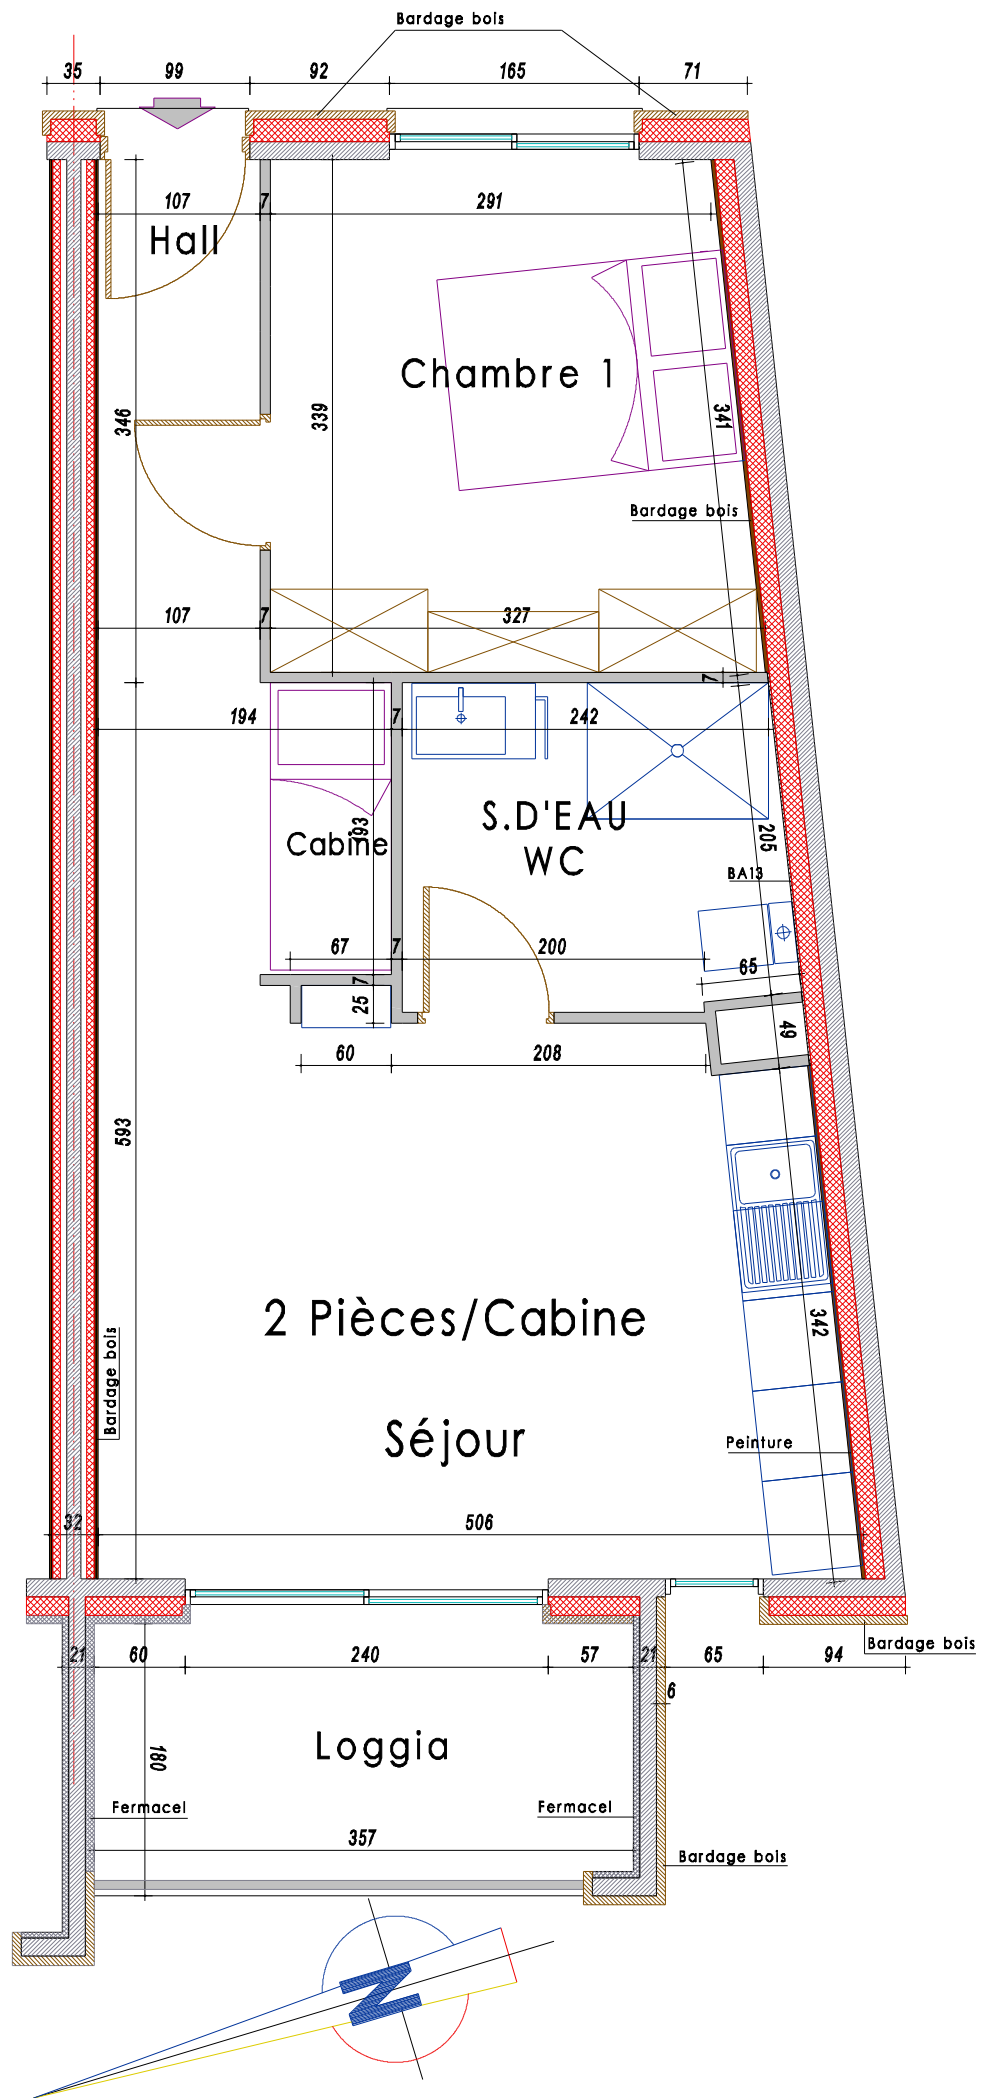 Bardage bois
35 99 92 165 71
107 7 291
Hall
Chambre 1
346
339
341
Bardage bois
107 7 327
7
194 7 242
S.D'EAU
WC
Cabine
193
205
BA13
67 7 200
65
7
25
49
60 208
593
2 Pièces/Cabine
342
Bardage bois
Séjour
Peinture
32 506
Bardage bois
21 60 240 57 21 65 94
6
Loggia
180
Fermacel
Fermacel
357
Bardage bois
N